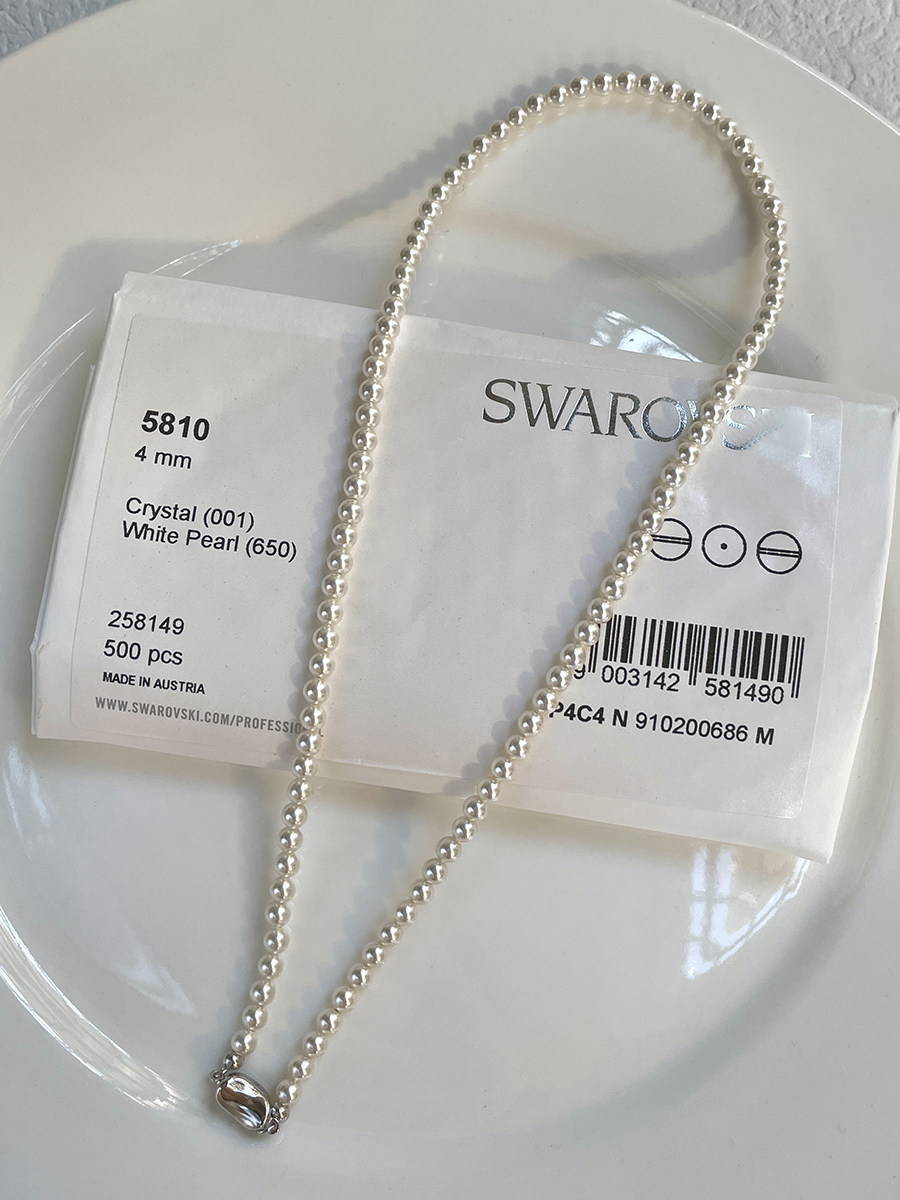 5810
4 mm
Crystal (001)
White Pearl (650)
258149
500 pcs
MADE IN AUSTRIA
WWW.SWAROVSKI.COM/PROFESSIO
SWAROVSKI
9 003142 581490
P4C4 N 910200686 M